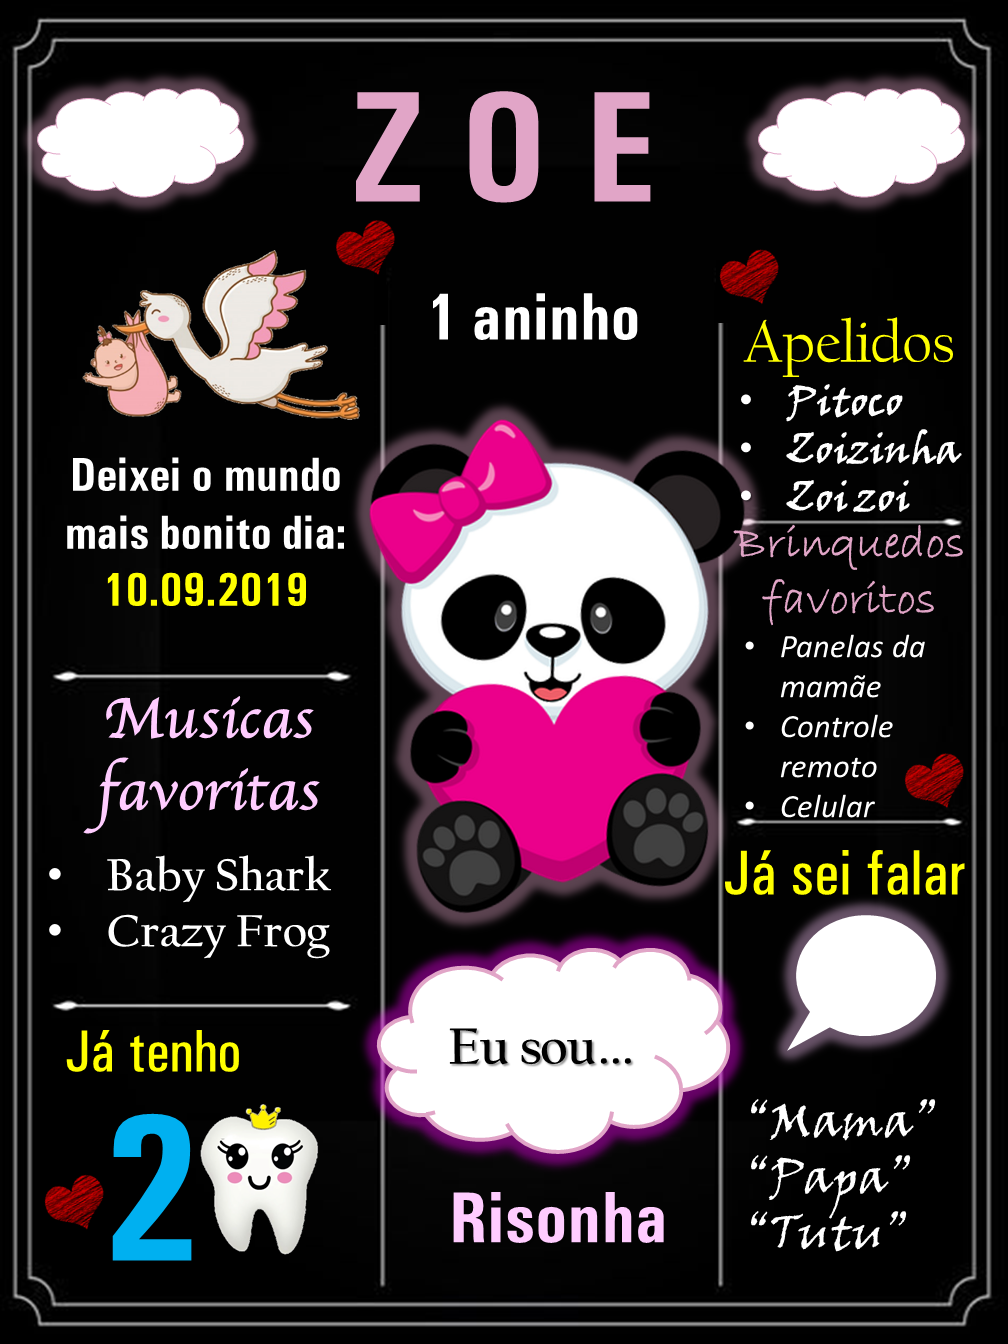 Z O E
1 aninho
Deixei o mundo
mais bonito dia:
10.09.2019
Musicas
favoritas
• Baby Shark
• Crazy Frog
Já tenho
2
Eu sou...
Risonha
Apelidos
• Pitoco
• Zoizinha
• Zoizoi
Brinquedos
favoritos
• Panelas da
mamãe
• Controle
remoto
• Celular
Já sei falar
“Mama”
“Papa”
“Tutu”